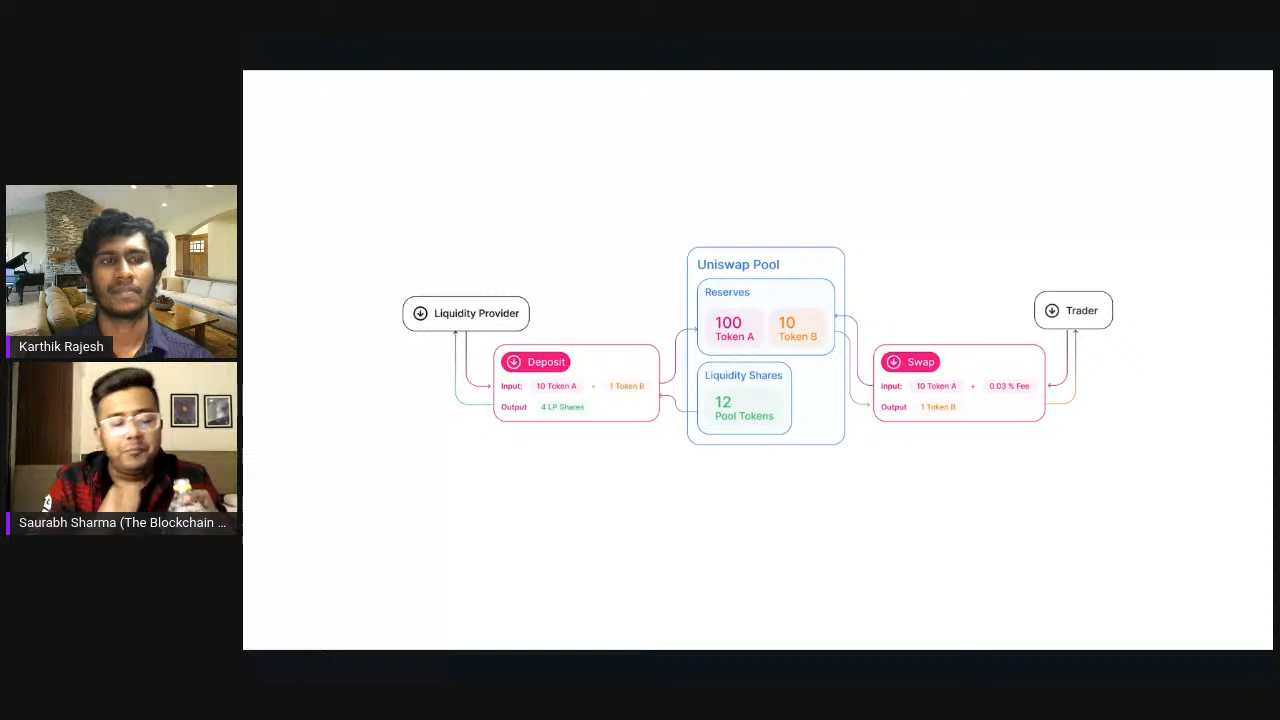 Karthik Rajesh
Saurabh Sharma (The Blockchain ...
Liquidity Provider
Deposit
Input: 10 Token A + 1 Token B
Output 4 LP Shares
Uniswap Pool
Reserves
100 10
Token A Token B
Liquidity Shares
12
Pool Tokens
Trader
Swap
Input: 10 Token A + 0.03 % Fee
Output 1 Token B